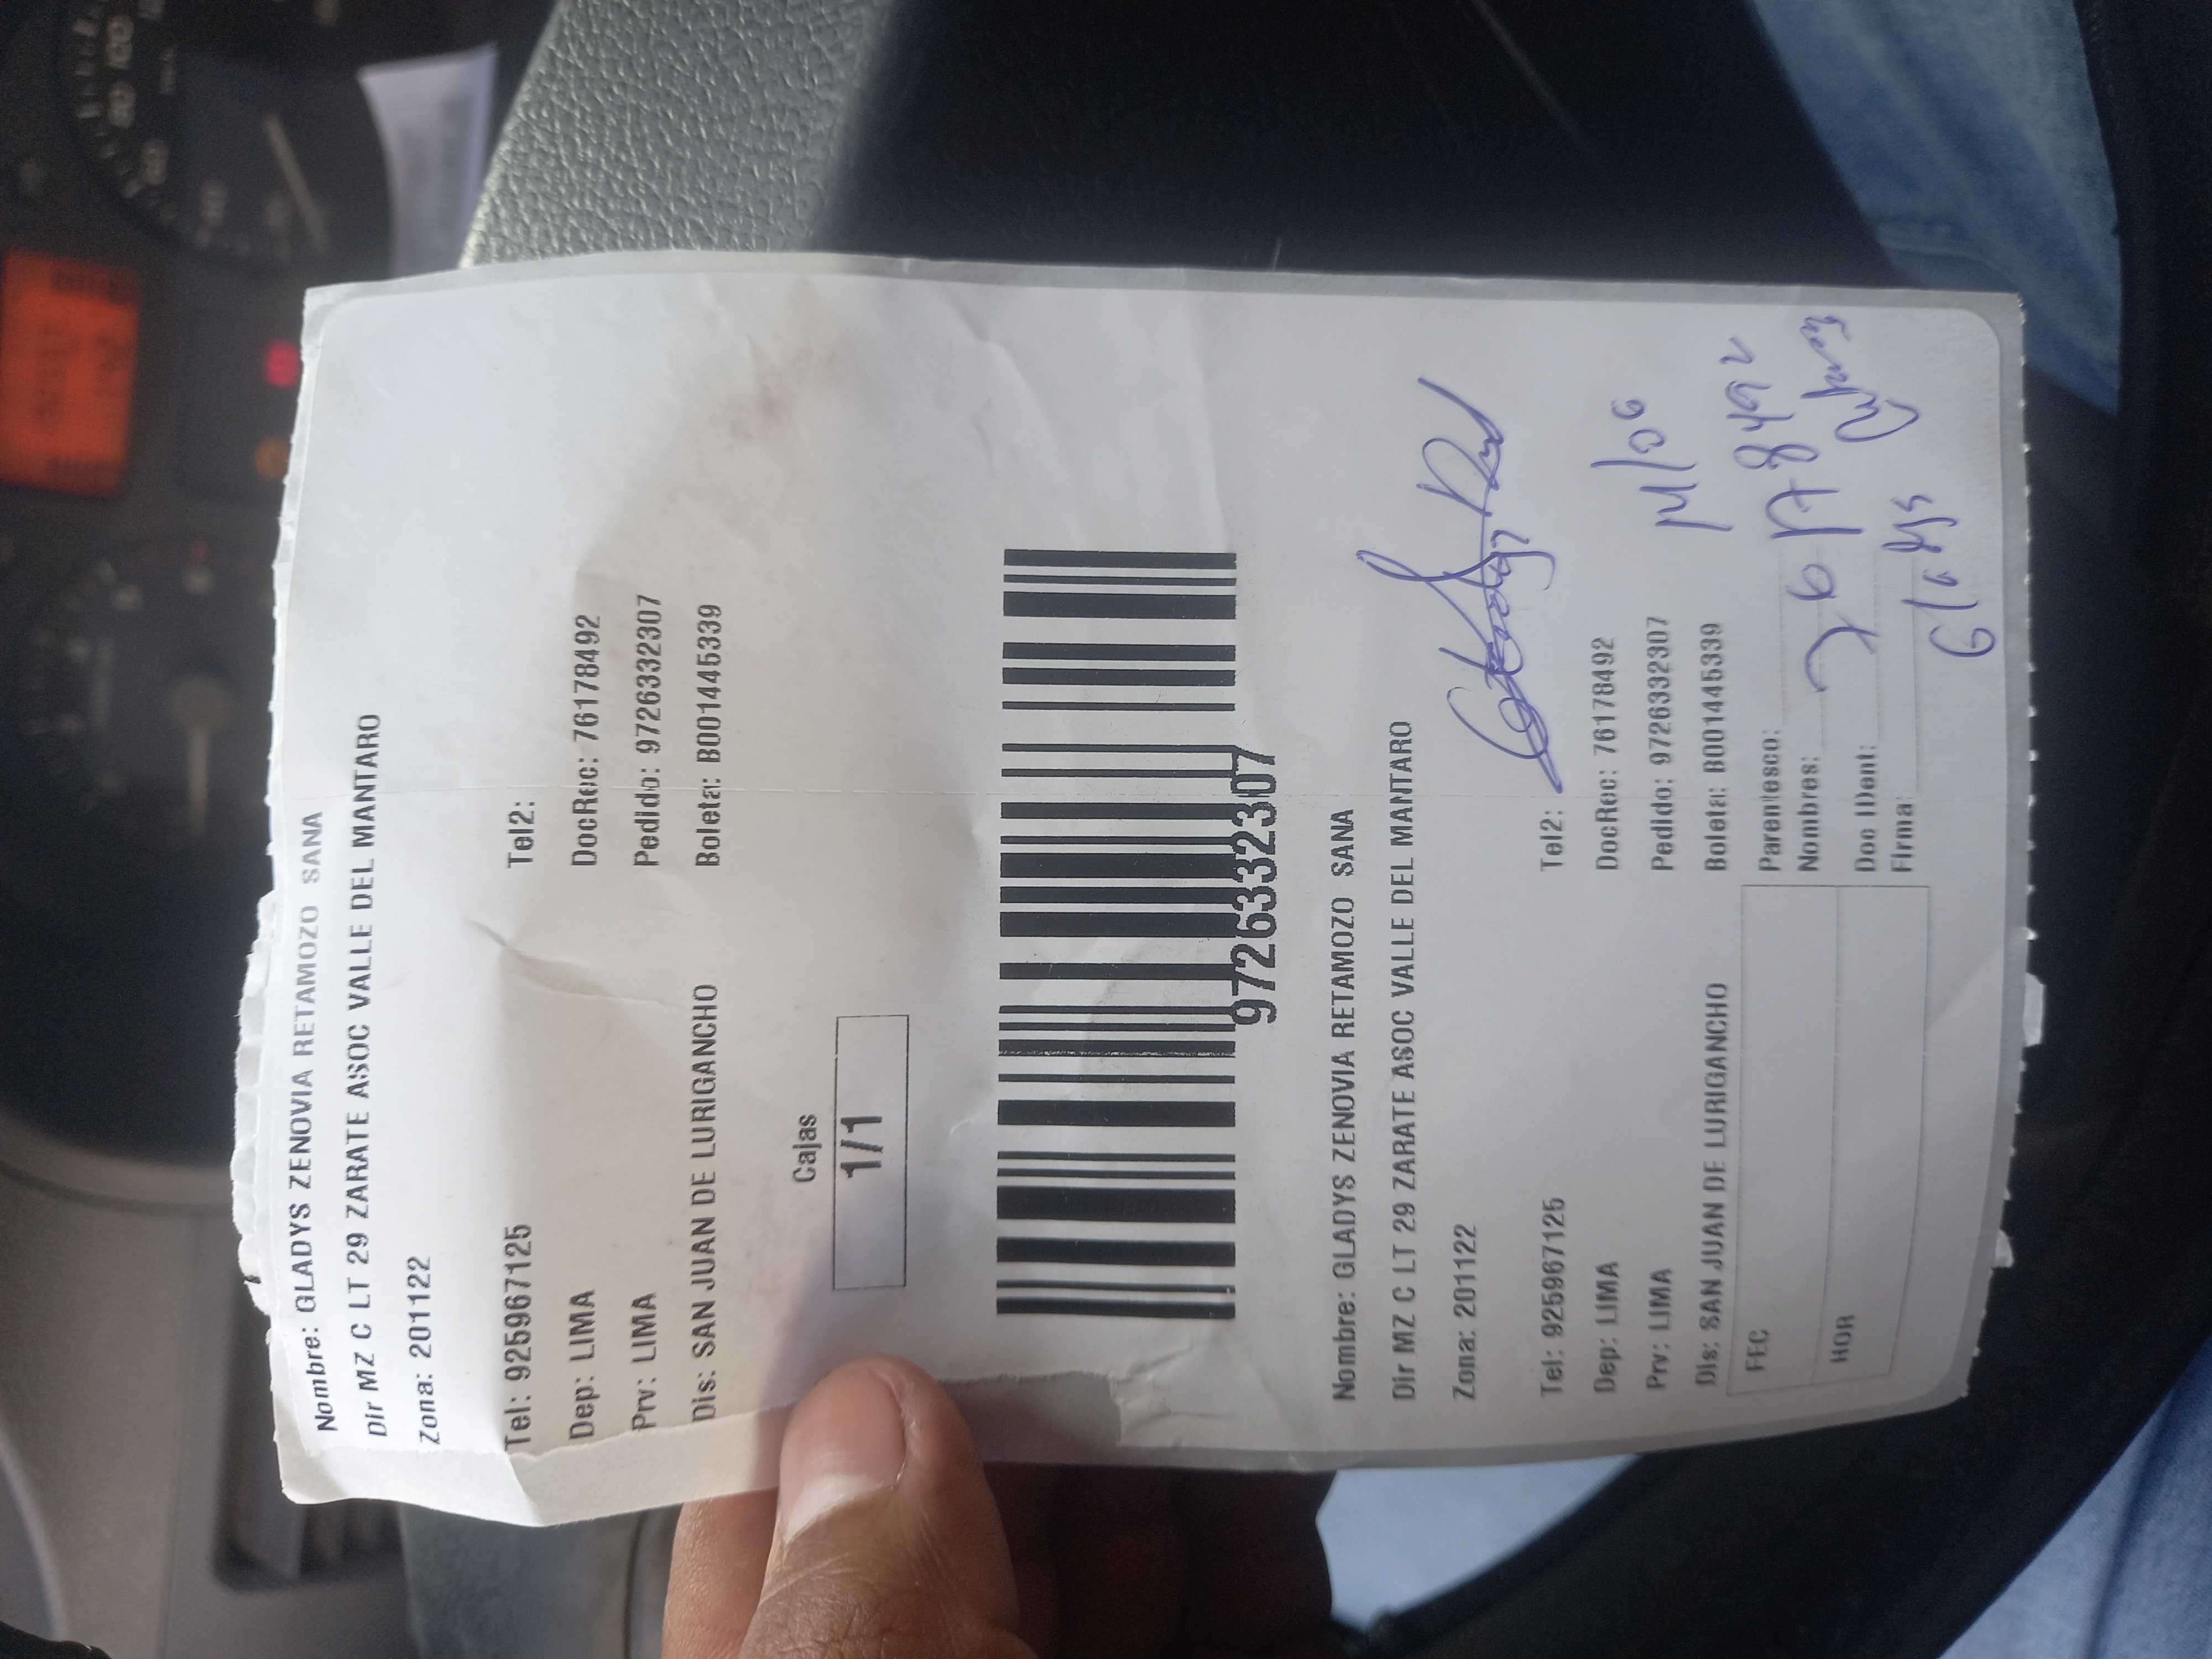 Nombre: GLADYS ZENOVIA RETAMOZO SANA
Dir MZ C LT 29 ZARATE ASOC VALLE DEL MANTARO
Zona: 201122
Tel: 925967125 Tel2:
Dep: LIMA DocRec: 76178492
Prv: LIMA Pedido: 9726332307
Dis: SAN JUAN DE LURIGANCHO Boleta: B001445339
Cajas
1/1
9726332307
Nombre: GLADYS ZENOVIA RETAMOZO SANA
Dir MZ C LT 29 ZARATE ASOC VALLE DEL MANTARO
Zona: 201122
Tel: 925967125 Tel2:
Dep: LIMA DocRec: 76178492
Prv: LIMA Pedido: 9726332307
Dis: SAN JUAN DE LURIGANCHO Boleta: B001445339
FEC Parentesco:
Nombres:
HOR Doc IDent:
Firma:
76178492